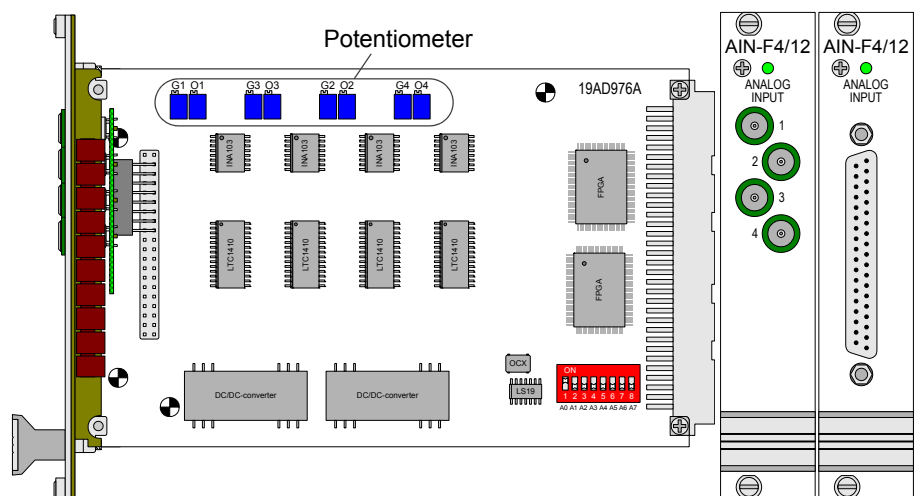 Potentiometer
G1 O1 G3 O3 G2 O2 G4 O4
19AD976A
INA103 INA103 INA103 INA103
FPGA
LTC1410 LTC1410 LTC1410 LTC1410
FPGA
DC/DC-converter DC/DC-converter
OCX
LS19
ON
1 2 3 4 5 6 7 8
A0 A1 A2 A3 A4 A5 A6 A7
AIN-F4/12
ANALOG
INPUT
1
2
3
4
AIN-F4/12
ANALOG
INPUT